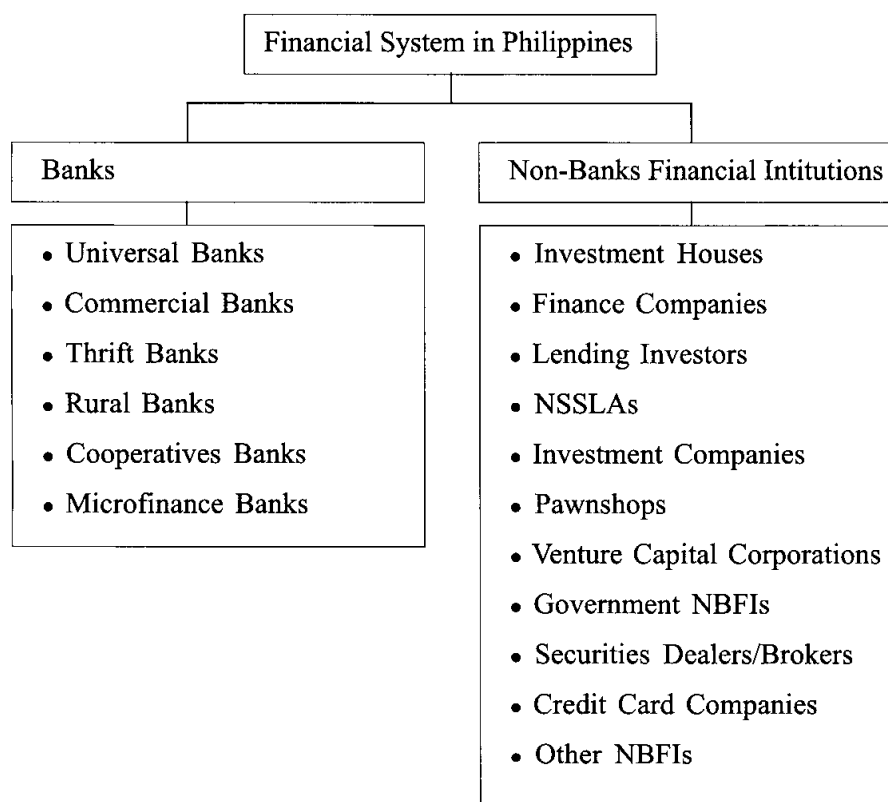 Financial System in Philippines
Banks
• Universal Banks
• Commercial Banks
• Thrift Banks
• Rural Banks
• Cooperatives Banks
• Microfinance Banks
Non-Banks Financial Intitutions
• Investment Houses
• Finance Companies
• Lending Investors
• NSSLAs
• Investment Companies
• Pawnshops
• Venture Capital Corporations
• Government NBFIs
• Securities Dealers/Brokers
• Credit Card Companies
• Other NBFIs